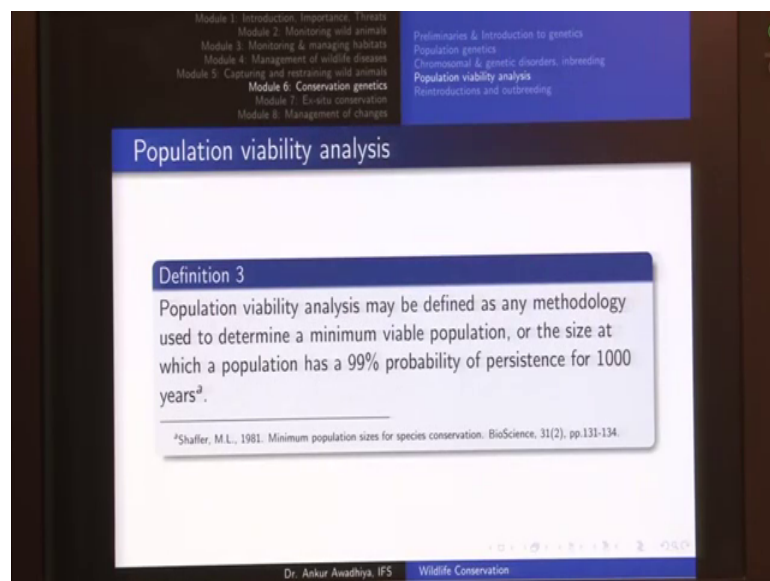 Module 1: Introduction, Importance, Threats
Module 2: Monitoring wild animals
Module 3: Monitoring & managing habitats
Module 4: Management of wildlife diseases
Module 5: Capturing and restraining wild animals
Module 6: Conservation genetics
Module 7: Ex-situ conservation
Module 8: Management of changes
Preliminaries & Introduction to genetics
Population genetics
Chromosomal & genetic disorders, inbreeding
Population viability analysis
Reintroductions and outbreeding
Population viability analysis
Definition 3
Population viability analysis may be defined as any methodology
used to determine a minimum viable population, or the size at
which a population has a 99% probability of persistence for 1000
yearsᵃ.
ᵃShaffer, M.L., 1981. Minimum population sizes for species conservation. BioScience, 31(2), pp.131-134.
Dr. Ankur Awadhiya, IFS
Wildlife Conservation